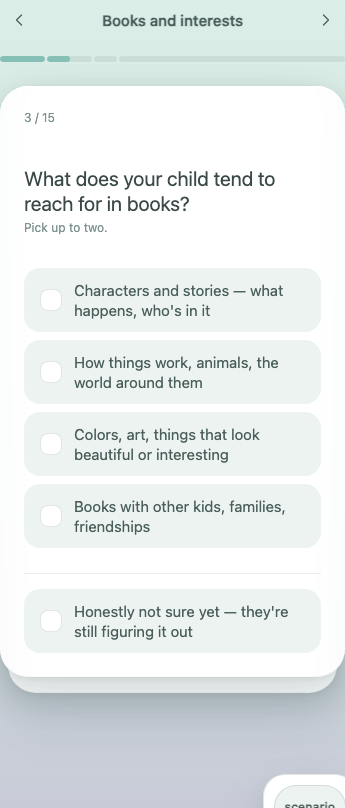 Books and interests
3 / 15
What does your child tend to
reach for in books?
Pick up to two.
Characters and stories — what
happens, who's in it
How things work, animals, the
world around them
Colors, art, things that look
beautiful or interesting
Books with other kids, families,
friendships
Honestly not sure yet — they're
still figuring it out
scenario